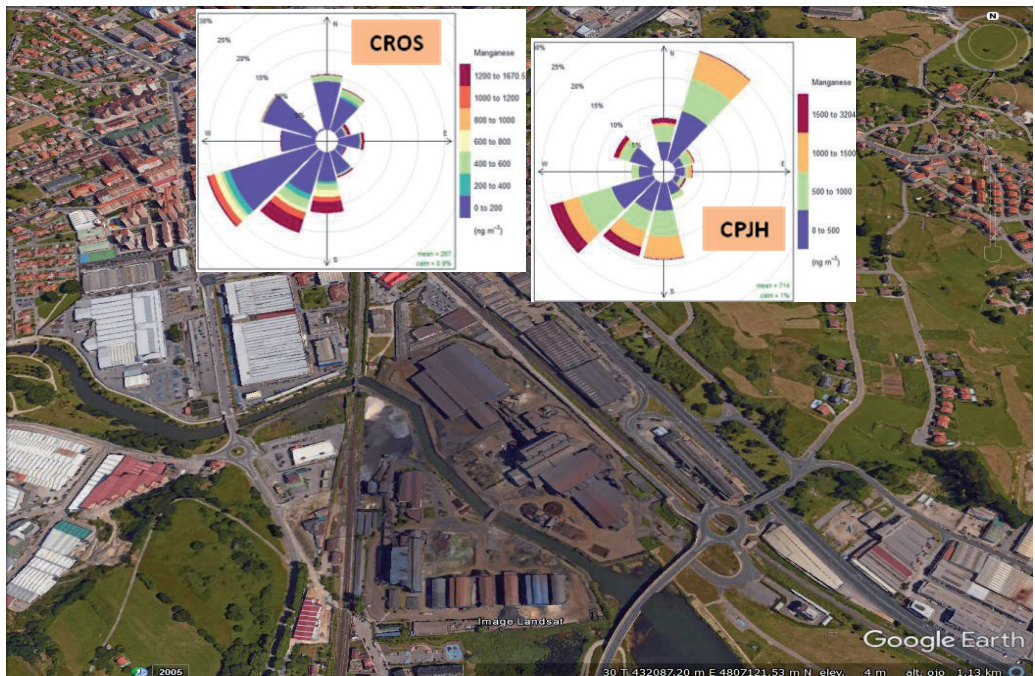 30%
25%
20%
15%
10%
5%
N
W
E
S
CROS
Manganese
1200 to 1670.5
1000 to 1200
800 to 1000
600 to 800
400 to 600
200 to 400
0 to 200
(ng m⁻³)
mean = 267
calm = 0.9%
30%
25%
20%
15%
10%
5%
N
W
E
S
CPJH
Manganese
1500 to 3204
1000 to 1500
500 to 1000
0 to 500
(ng m⁻³)
mean = 714
calm = 1%
N
Image Landsat
Google Earth
2005
30 T 432087.20 m E 4807121.53 m N elev. 4 m alt. ojo 1.13 km